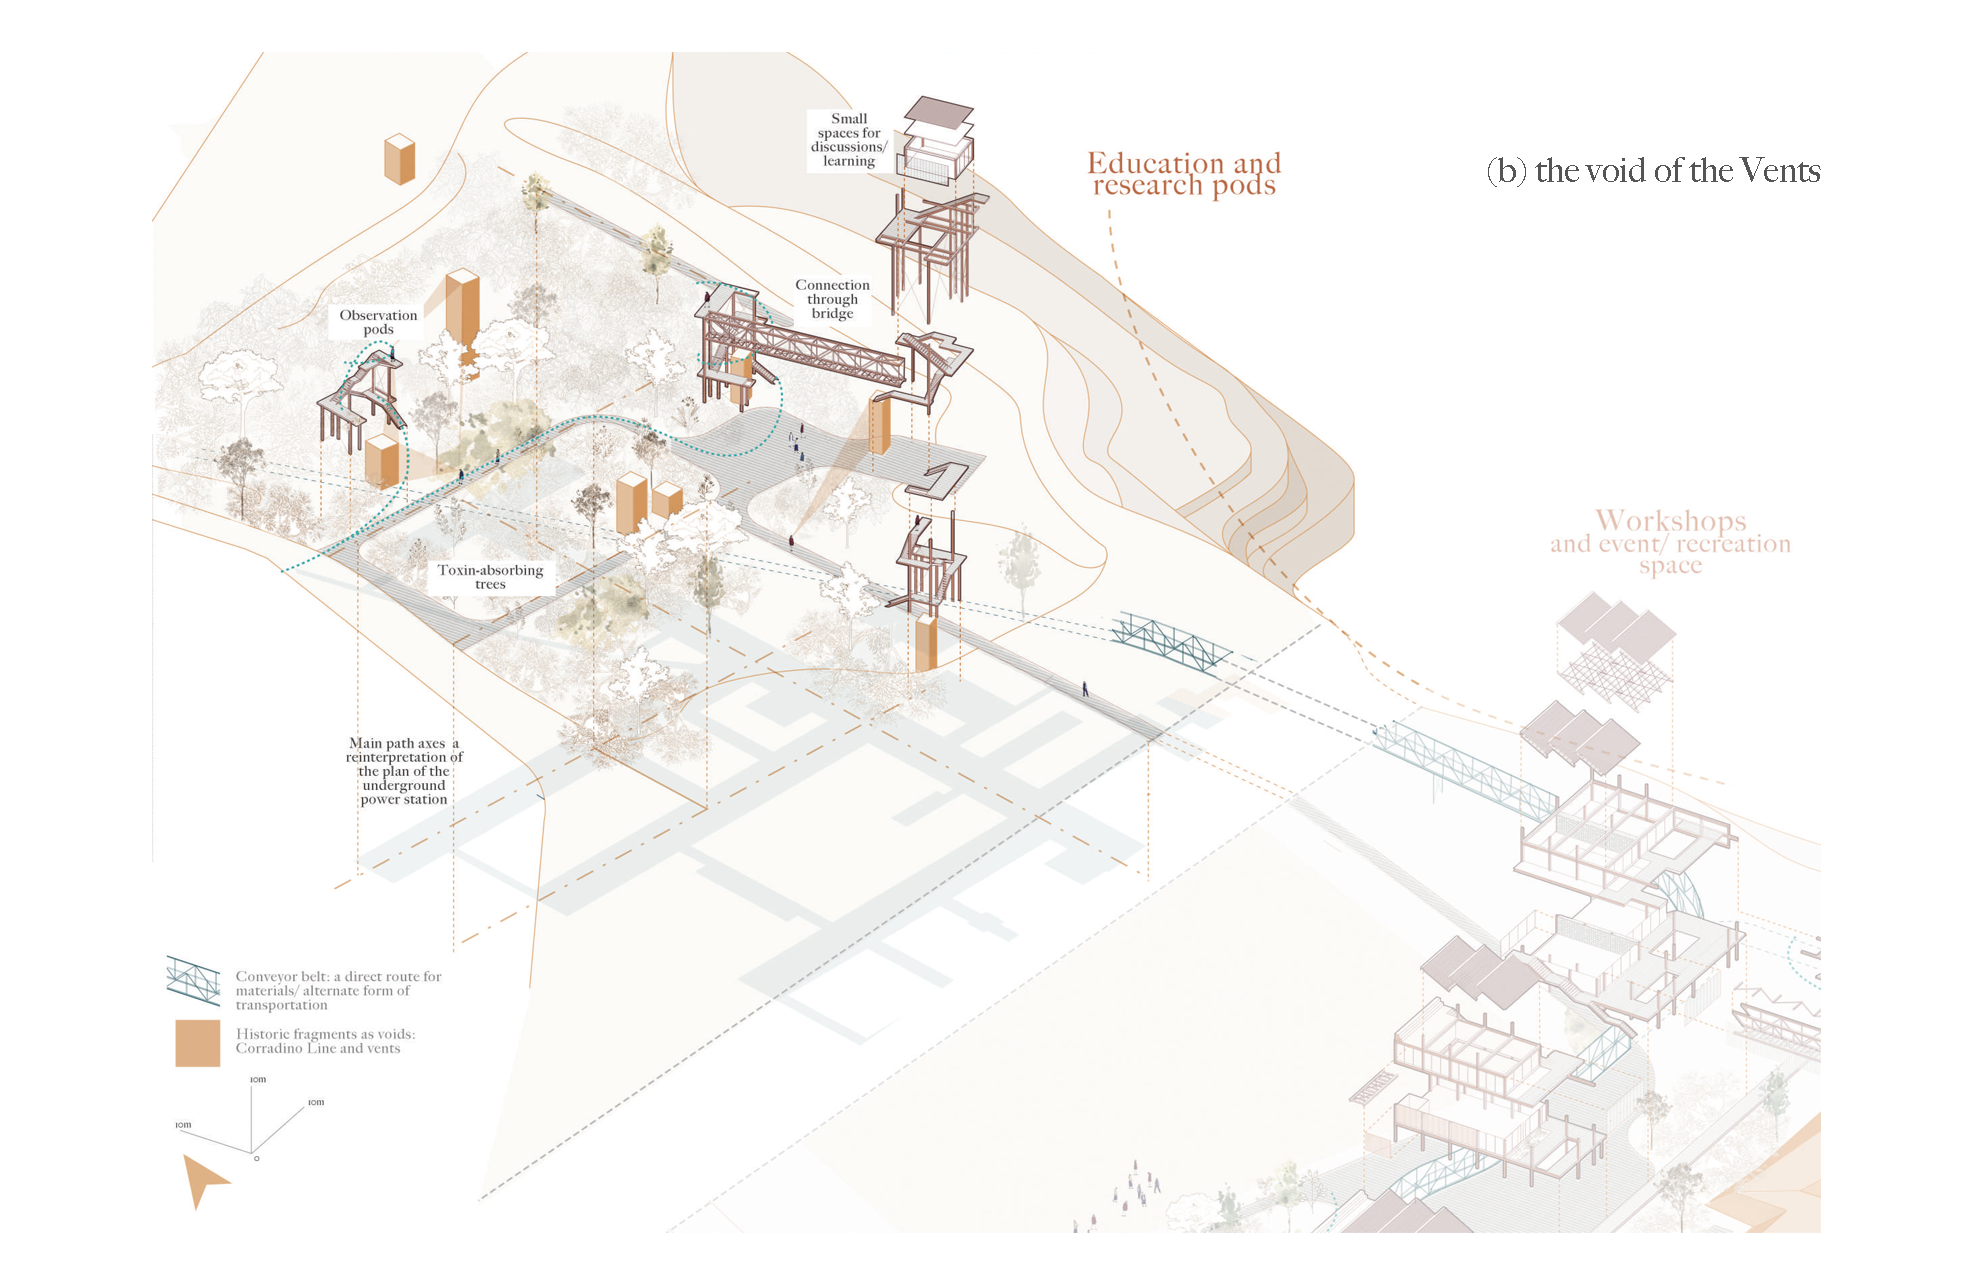 (b) the void of the Vents
Small
spaces for
discussions/
learning
Education and
research pods
Connection
through
bridge
Observation
pods
Toxin-absorbing
trees
Workshops
and event/ recreation
space
Main path axes a
reinterpretation of
the plan of the
underground
power station
Conveyor belt: a direct route for
materials/ alternate form of
transportation
Historic fragments as voids:
Corradino Line and vents
10m
10m
10m
0